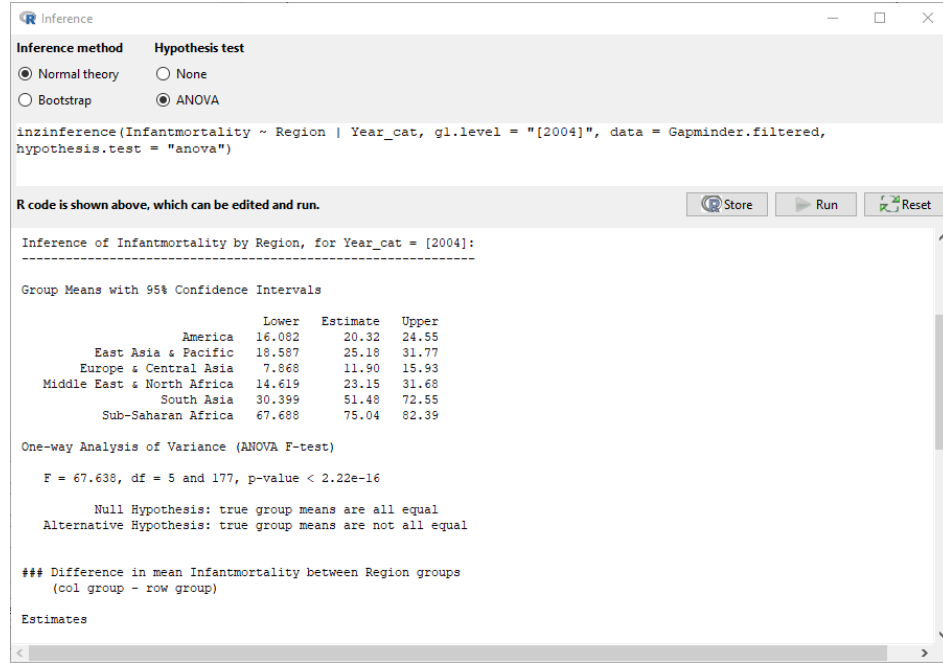 Inference
Inference method Hypothesis test
Normal theory None
Bootstrap ANOVA
inzinference(Infantmortality ~ Region | Year_cat, g1.level = "[2004]", data = Gapminder.filtered,
hypothesis.test = "anova")
R code is shown above, which can be edited and run. Store Run Reset
Inference of Infantmortality by Region, for Year_cat = [2004]:
--------------------------------------------------------------
Group Means with 95% Confidence Intervals
Lower Estimate Upper
America 16.082 20.32 24.55
East Asia & Pacific 18.587 25.18 31.77
Europe & Central Asia 7.868 11.90 15.93
Middle East & North Africa 14.619 23.15 31.68
South Asia 30.399 51.48 72.55
Sub-Saharan Africa 67.688 75.04 82.39
One-way Analysis of Variance (ANOVA F-test)
F = 67.638, df = 5 and 177, p-value < 2.22e-16
Null Hypothesis: true group means are all equal
Alternative Hypothesis: true group means are not all equal
### Difference in mean Infantmortality between Region groups
(col group - row group)
Estimates